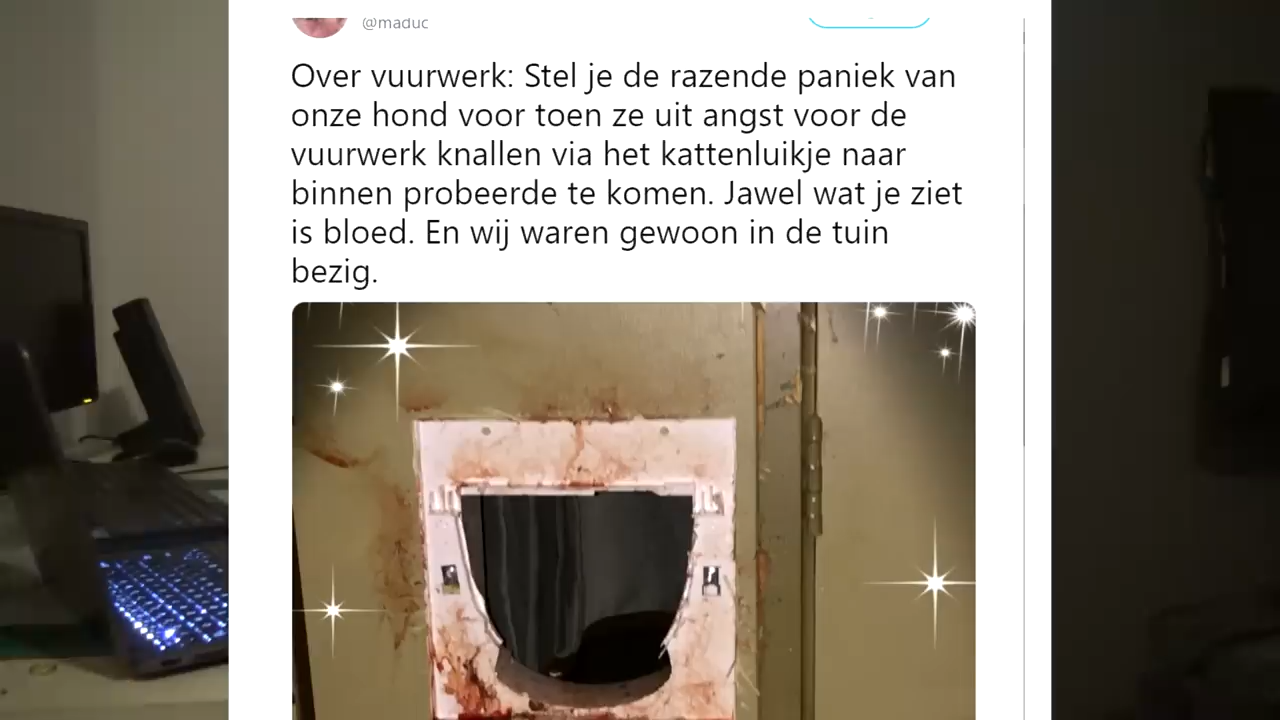 @maduc
Over vuurwerk: Stel je de razende paniek van
onze hond voor toen ze uit angst voor de
vuurwerk knallen via het kattenluikje naar
binnen probeerde te komen. Jawel wat je ziet
is bloed. En wij waren gewoon in de tuin
bezig.